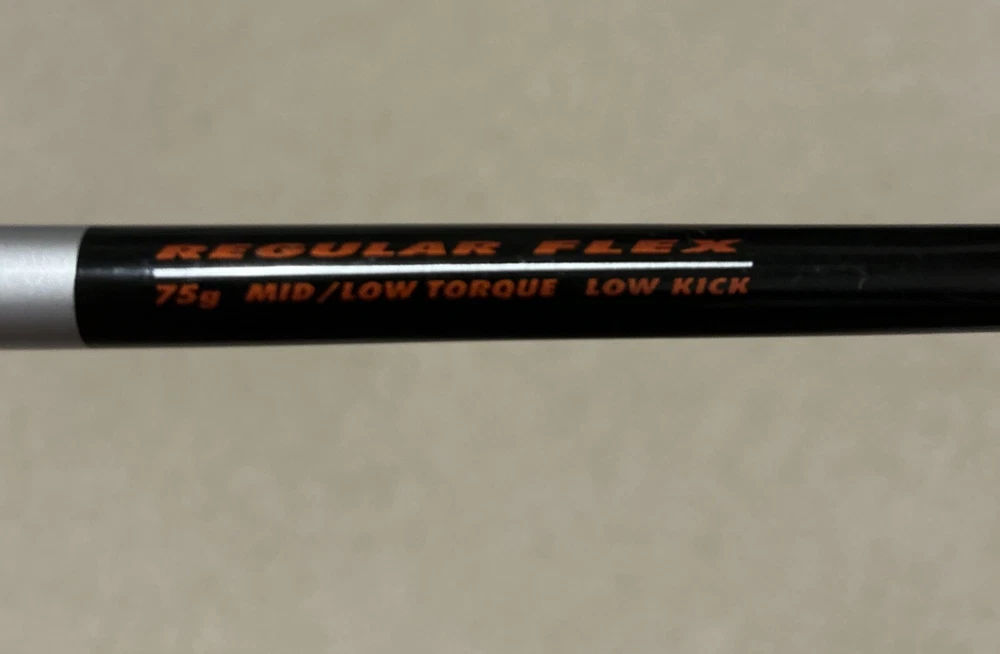 REGULAR FLEX
75g MID/LOW TORQUE LOW KICK